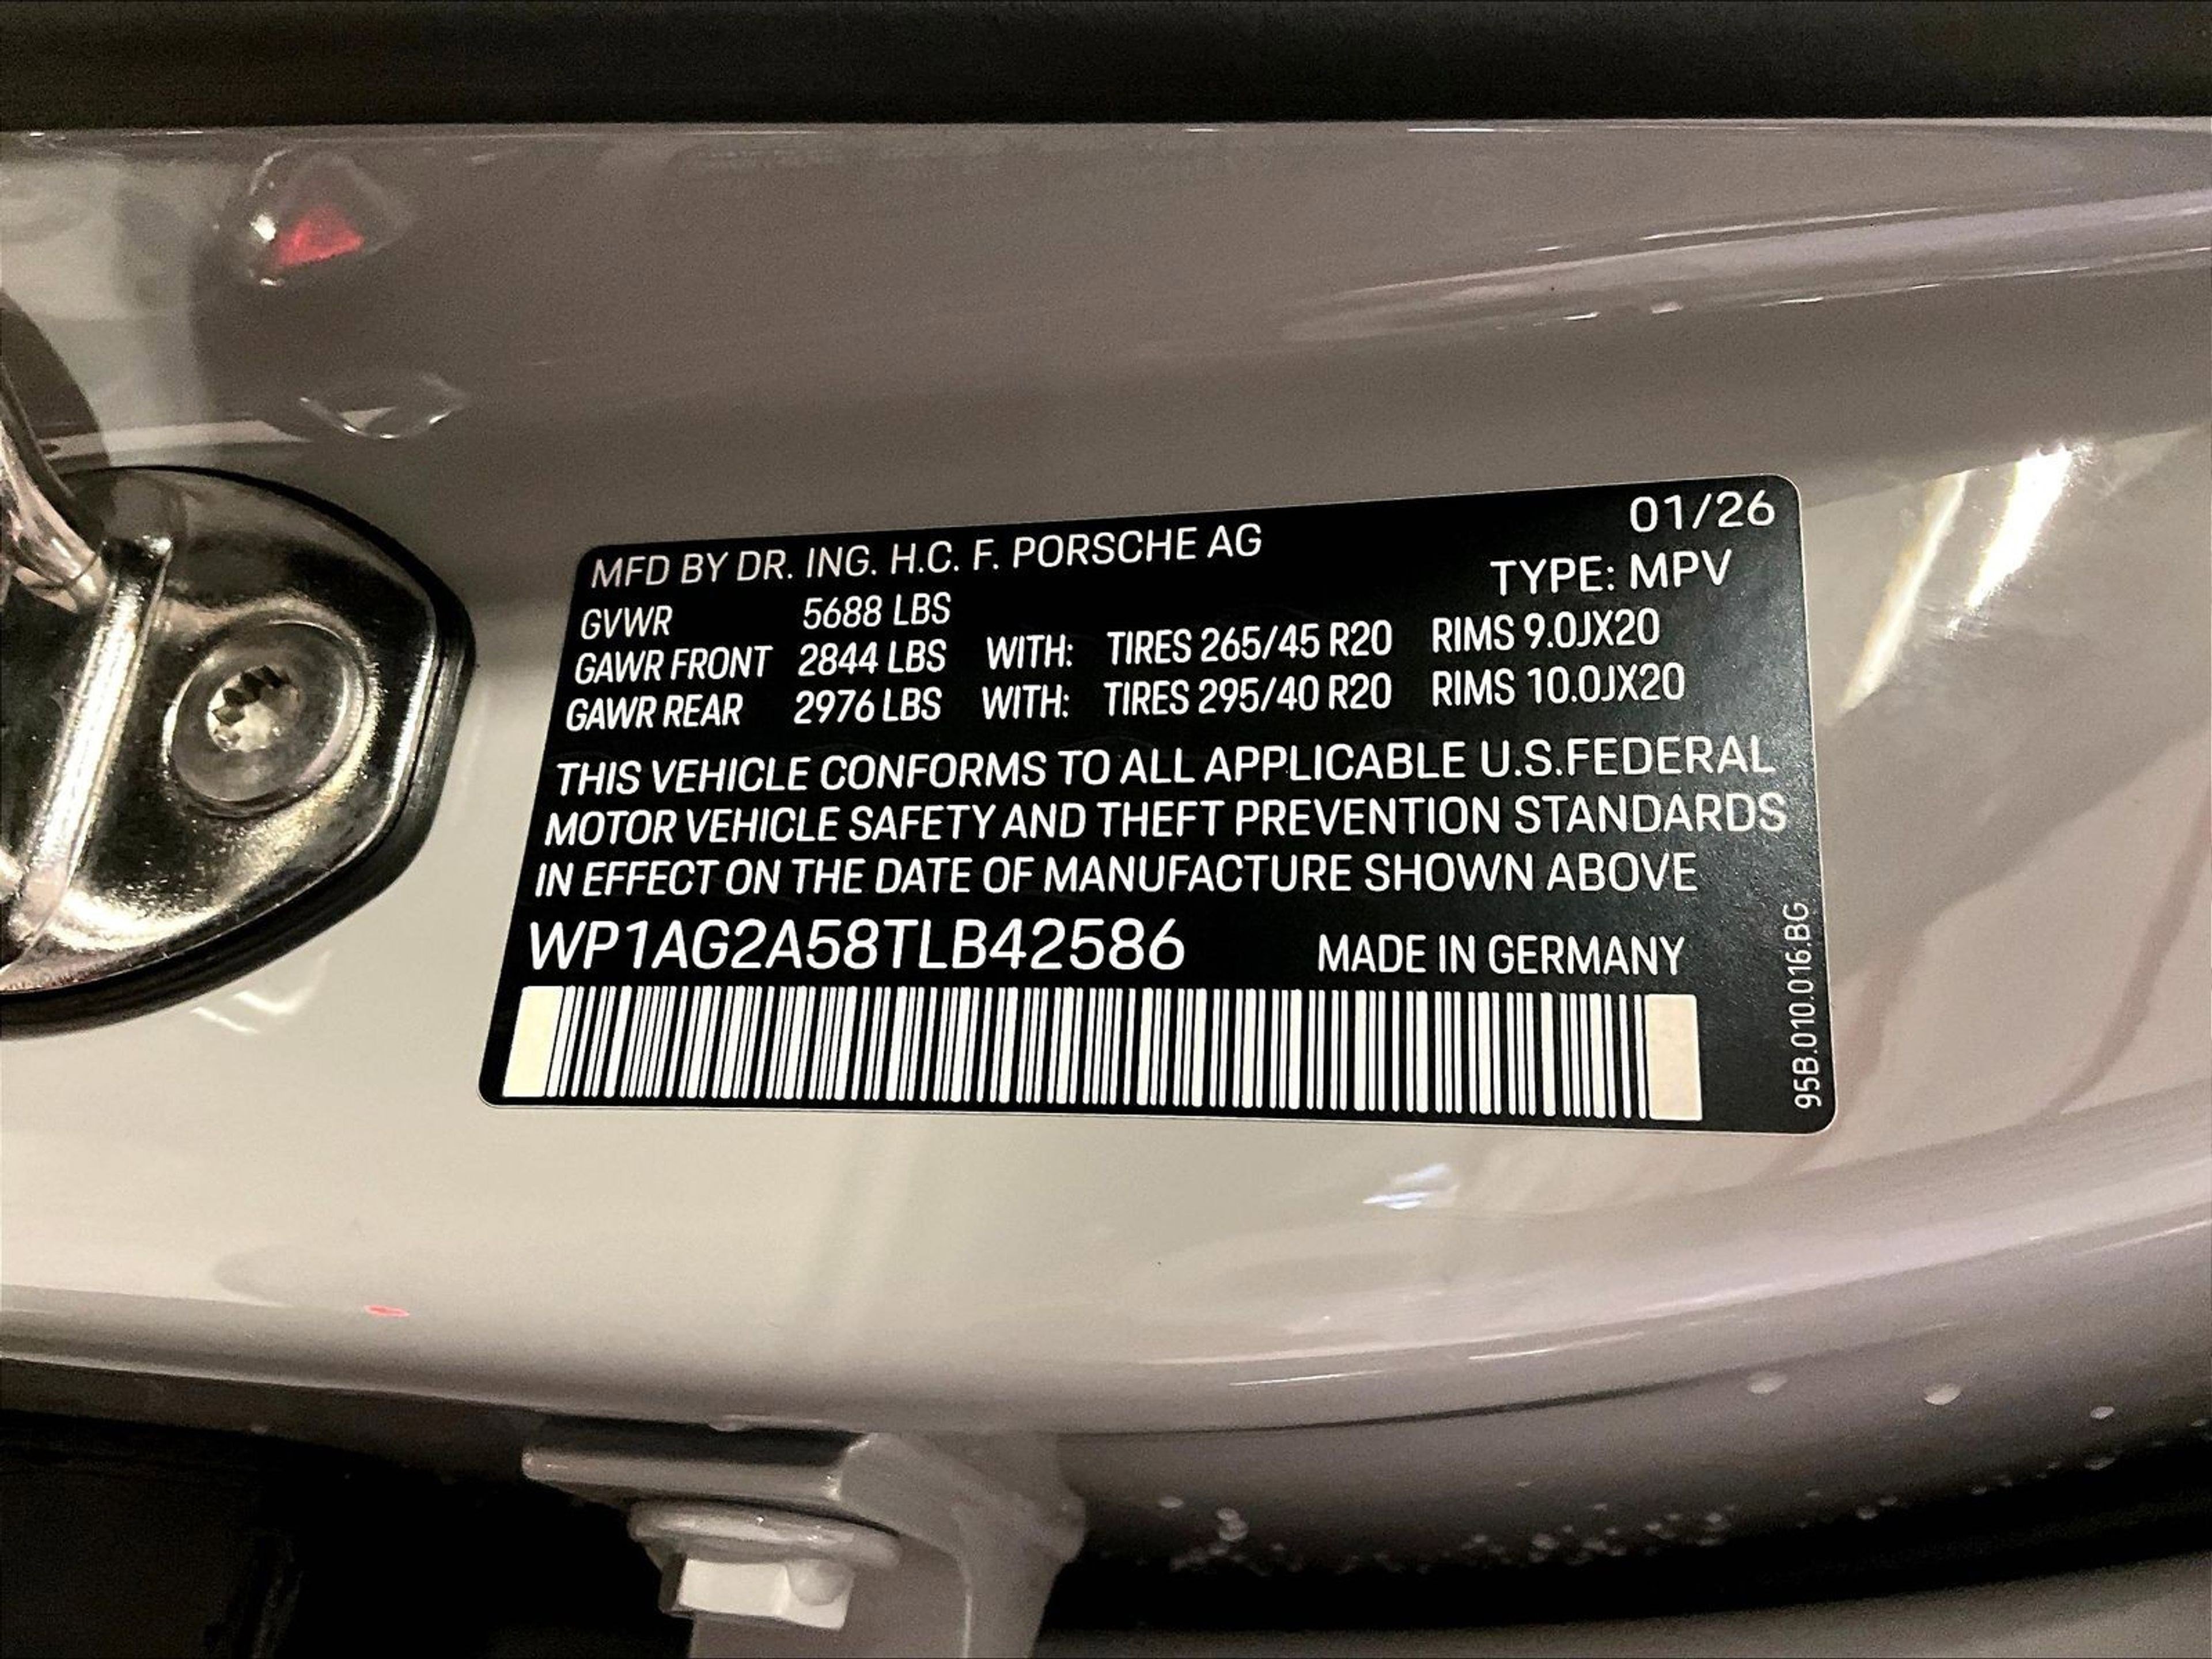 01/26
MFD BY DR. ING. H.C. F. PORSCHE AG
TYPE: MPV
GVWR 5688 LBS
GAWR FRONT 2844 LBS WITH: TIRES 265/45 R20 RIMS 9.0JX20
GAWR REAR 2976 LBS WITH: TIRES 295/40 R20 RIMS 10.0JX20
THIS VEHICLE CONFORMS TO ALL APPLICABLE U.S.FEDERAL
MOTOR VEHICLE SAFETY AND THEFT PREVENTION STANDARDS
IN EFFECT ON THE DATE OF MANUFACTURE SHOWN ABOVE
WP1AG2A58TLB42586 MADE IN GERMANY
95B.010.016.BG